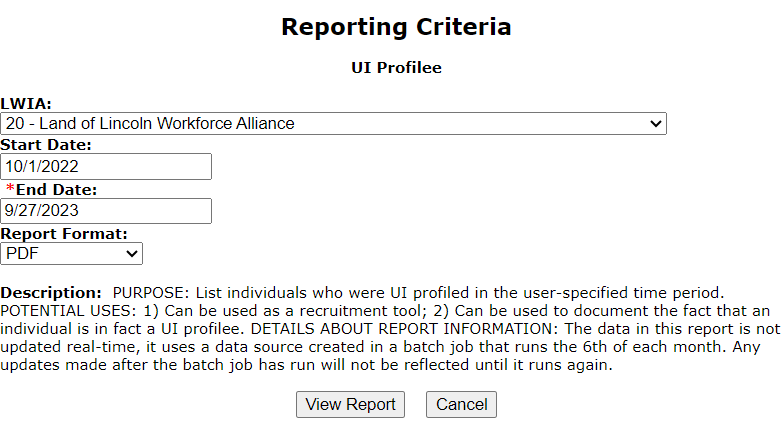 Reporting Criteria
UI Profilee
LWIA:
20 - Land of Lincoln Workforce Alliance
Start Date:
10/1/2022
*End Date:
9/27/2023
Report Format:
PDF
Description:  PURPOSE: List individuals who were UI profiled in the user-specified time period.
POTENTIAL USES: 1) Can be used as a recruitment tool; 2) Can be used to document the fact that an
individual is in fact a UI profilee. DETAILS ABOUT REPORT INFORMATION: The data in this report is not
updated real-time, it uses a data source created in a batch job that runs the 6th of each month. Any
updates made after the batch job has run will not be reflected until it runs again.
View Report Cancel